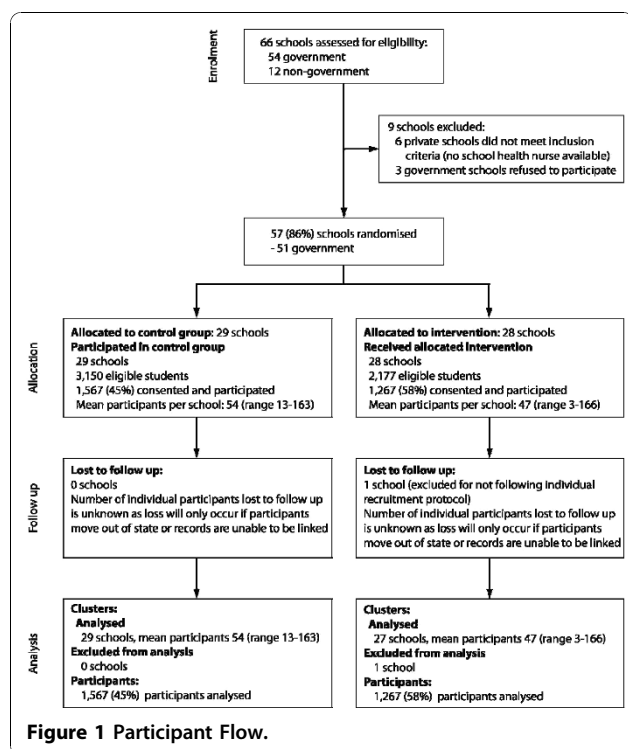 Enrolment
66 schools assessed for eligibility:
54 government
12 non-government
9 schools excluded:
6 private schools did not meet inclusion
criteria (no school health nurse available)
3 government schools refused to participate
57 (86%) schools randomised
- 51 government
Allocation
Allocated to control group: 29 schools
Participated in control group
29 schools
3,150 eligible students
1,567 (45%) consented and participated
Mean participants per school: 54 (range 13-163)
Allocated to intervention: 28 schools
Received allocated intervention
28 schools
2,177 eligible students
1,267 (58%) consented and participated
Mean participants per school: 47 (range 3-166)
Follow up
Lost to follow up:
0 schools
Number of individual participants lost to follow up
is unknown as loss will only occur if participants
move out of state or records are unable to be linked
Lost to follow up:
1 school (excluded for not following individual
recruitment protocol)
Number of individual participants lost to follow up
is unknown as loss will only occur if participants
move out of state or records are unable to be linked
Analysis
Clusters:
Analysed
29 schools, mean participants 54 (range 13-163)
Excluded from analysis
0 schools
Participants:
1,567 (45%) participants analysed
Clusters:
Analysed
27 schools, mean participants 47 (range 3-166)
Excluded from analysis
1 school
Participants:
1,267 (58%) participants analysed
Figure 1 Participant Flow.